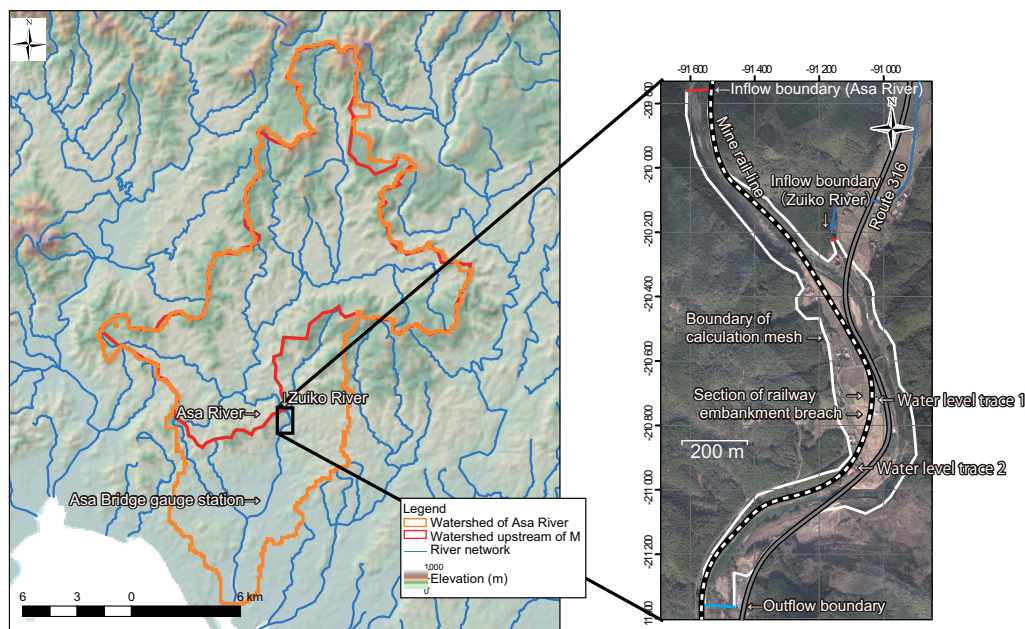 N
Zuiko River
Asa River→
Asa Bridge gauge station→
6 3 0 6 km
Legend
Watershed of Asa River
Watershed upstream of M
River network
1,000
Elevation (m)
0
-91 600 -91 400 -91 200 -91 000
←Inflow boundary (Asa River)
N
Mine rail-line
Inflow boundary
(Zuiko River)
Route 316
-210 000
-210 200
-210 400
-210 600
-210 800
-211 000
-211 200
Boundary of
calculation mesh
Section of railway→
embankment breach→
←Water level trace 1
200 m
←Water level trace 2
←Outflow boundary